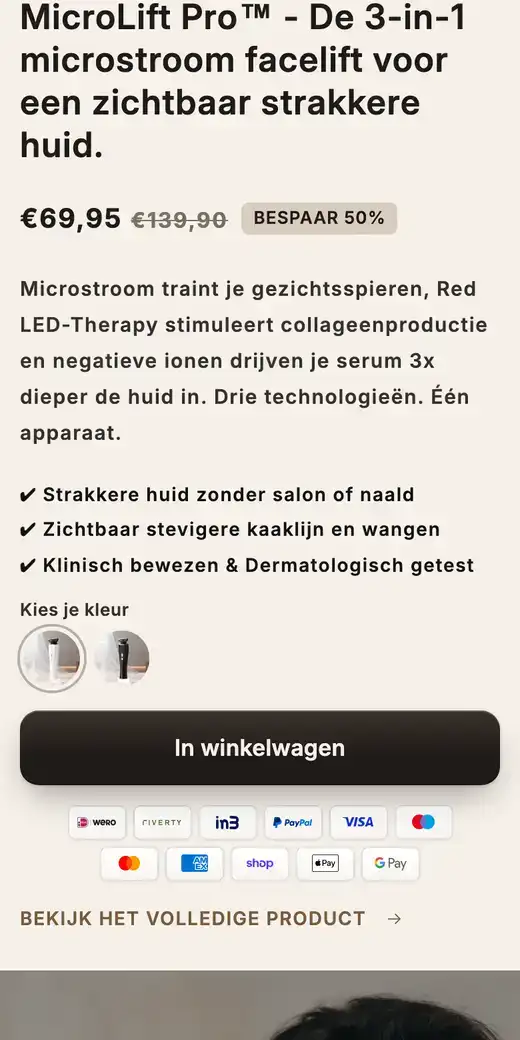 MicroLift Pro™ - De 3-in-1
microstroom facelift voor
een zichtbaar strakkere
huid.
€69,95 €139,90 BESPAAR 50%
Microstroom traint je gezichtsspieren, Red
LED-Therapy stimuleert collageenproductie
en negatieve ionen drijven je serum 3x
dieper de huid in. Drie technologieën. Één
apparaat.
✔ Strakkere huid zonder salon of naald
✔ Zichtbaar stevigere kaaklijn en wangen
✔ Klinisch bewezen & Dermatologisch getest
Kies je kleur
In winkelwagen
wero RIVERTY in3 PayPal VISA
AMEX shop Pay G Pay
BEKIJK HET VOLLEDIGE PRODUCT →